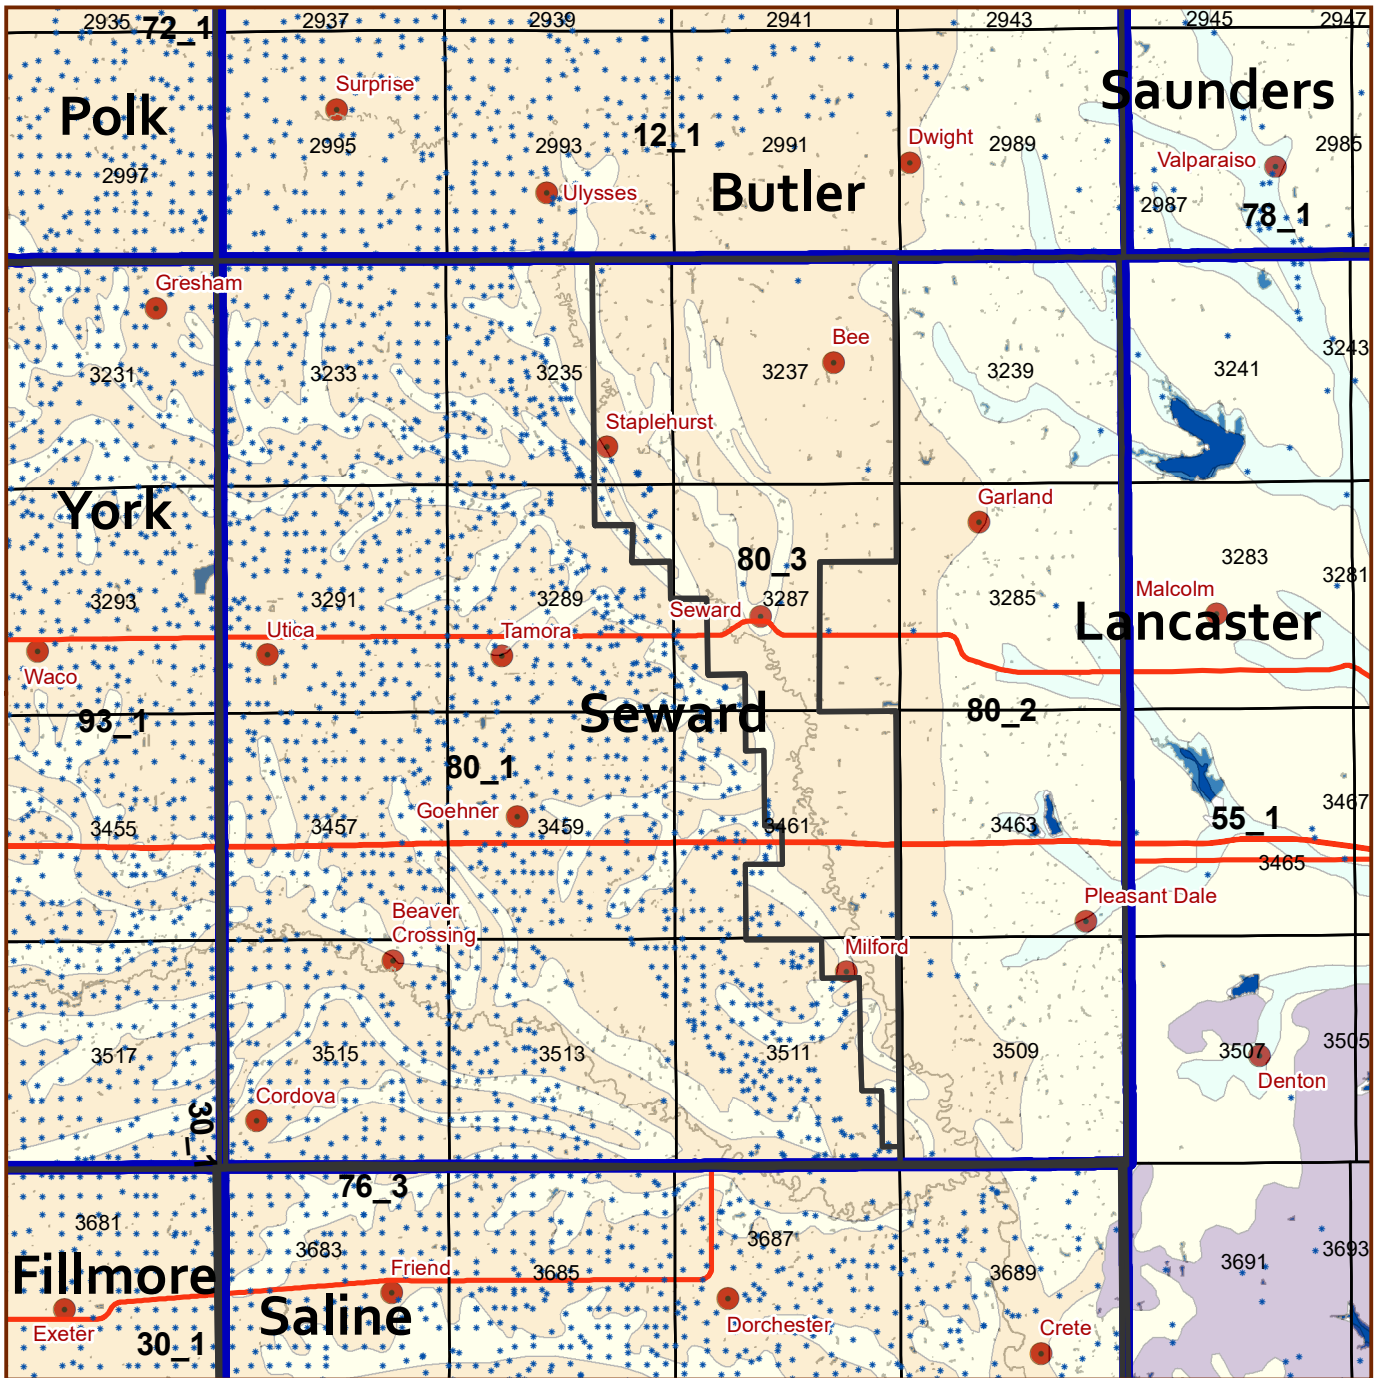 2935
72_1
2937
2939
2941
2943
2945
2947
Polk
Surprise
Saunders
12_1
Dwight
2995
2993
2991
2989
2985
Valparaiso
2997
Ulysses
Butler
2987
78_1
Gresham
Bee
3231
3233
3235
3237
3239
3241
3243
Staplehurst
York
Garland
80_3
3283
3281
Malcolm
3293
3291
3289
Seward
3287
3285
Lancaster
Utica
Tamora
Waco
93_1
Seward
80_2
80_1
Goehner
3455
3457
3459
3461
3463
55_1
3467
3465
Pleasant Dale
Beaver
Crossing
Milford
3517
3515
3513
3511
3509
3507
3505
Denton
30_1
Cordova
76_3
3681
3683
3685
3687
3689
3691
3693
Fillmore
Friend
Saline
Exeter
30_1
Dorchester
Crete